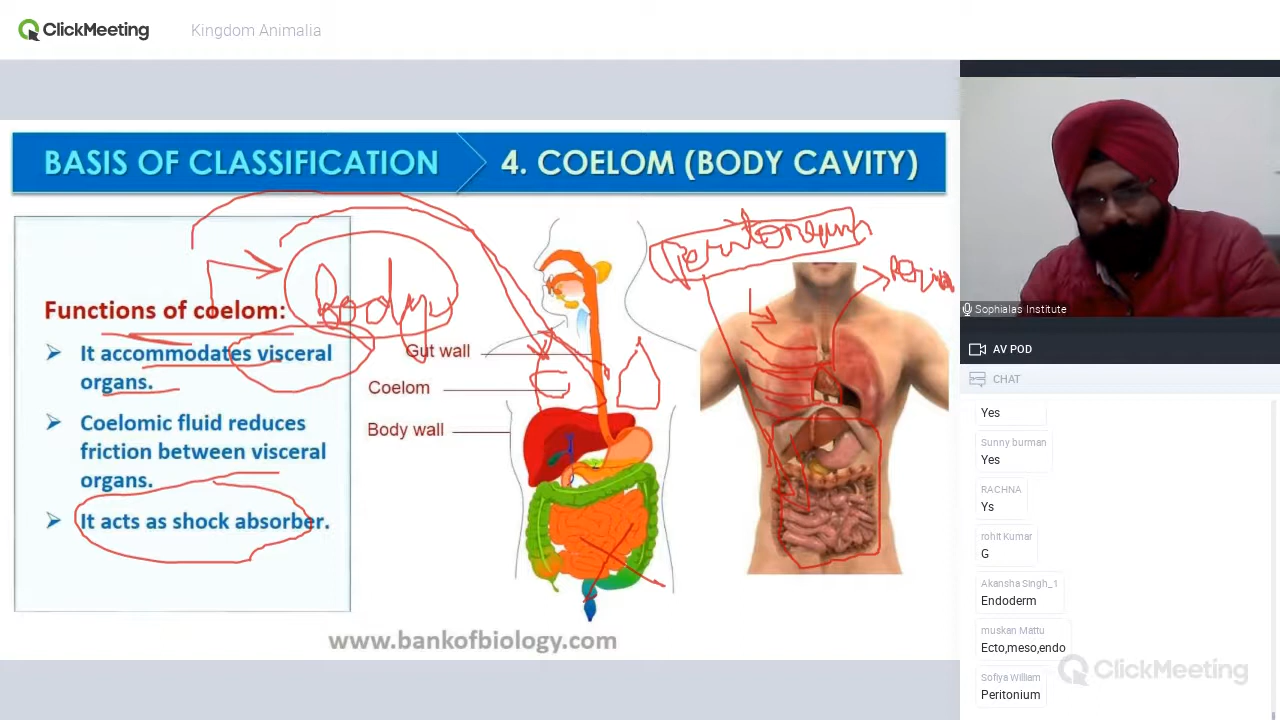 ClickMeeting
Kingdom Animalia
BASIS OF CLASSIFICATION
4. COELOM (BODY CAVITY)
Functions of coelom:
It accommodates visceral
organs.
Coelomic fluid reduces
friction between visceral
organs.
It acts as shock absorber.
Body
Gut wall
Coelom
Body wall
www.bankofbiology.com
Sophialas Institute
AV POD
CHAT
Yes
Sunny burman
Yes
RACHNA
Ys
rohit Kumar
G
Akansha Singh_1
Endoderm
muskan Mattu
Ecto,meso,endo
Sofiya William
Peritonium
ClickMeeting